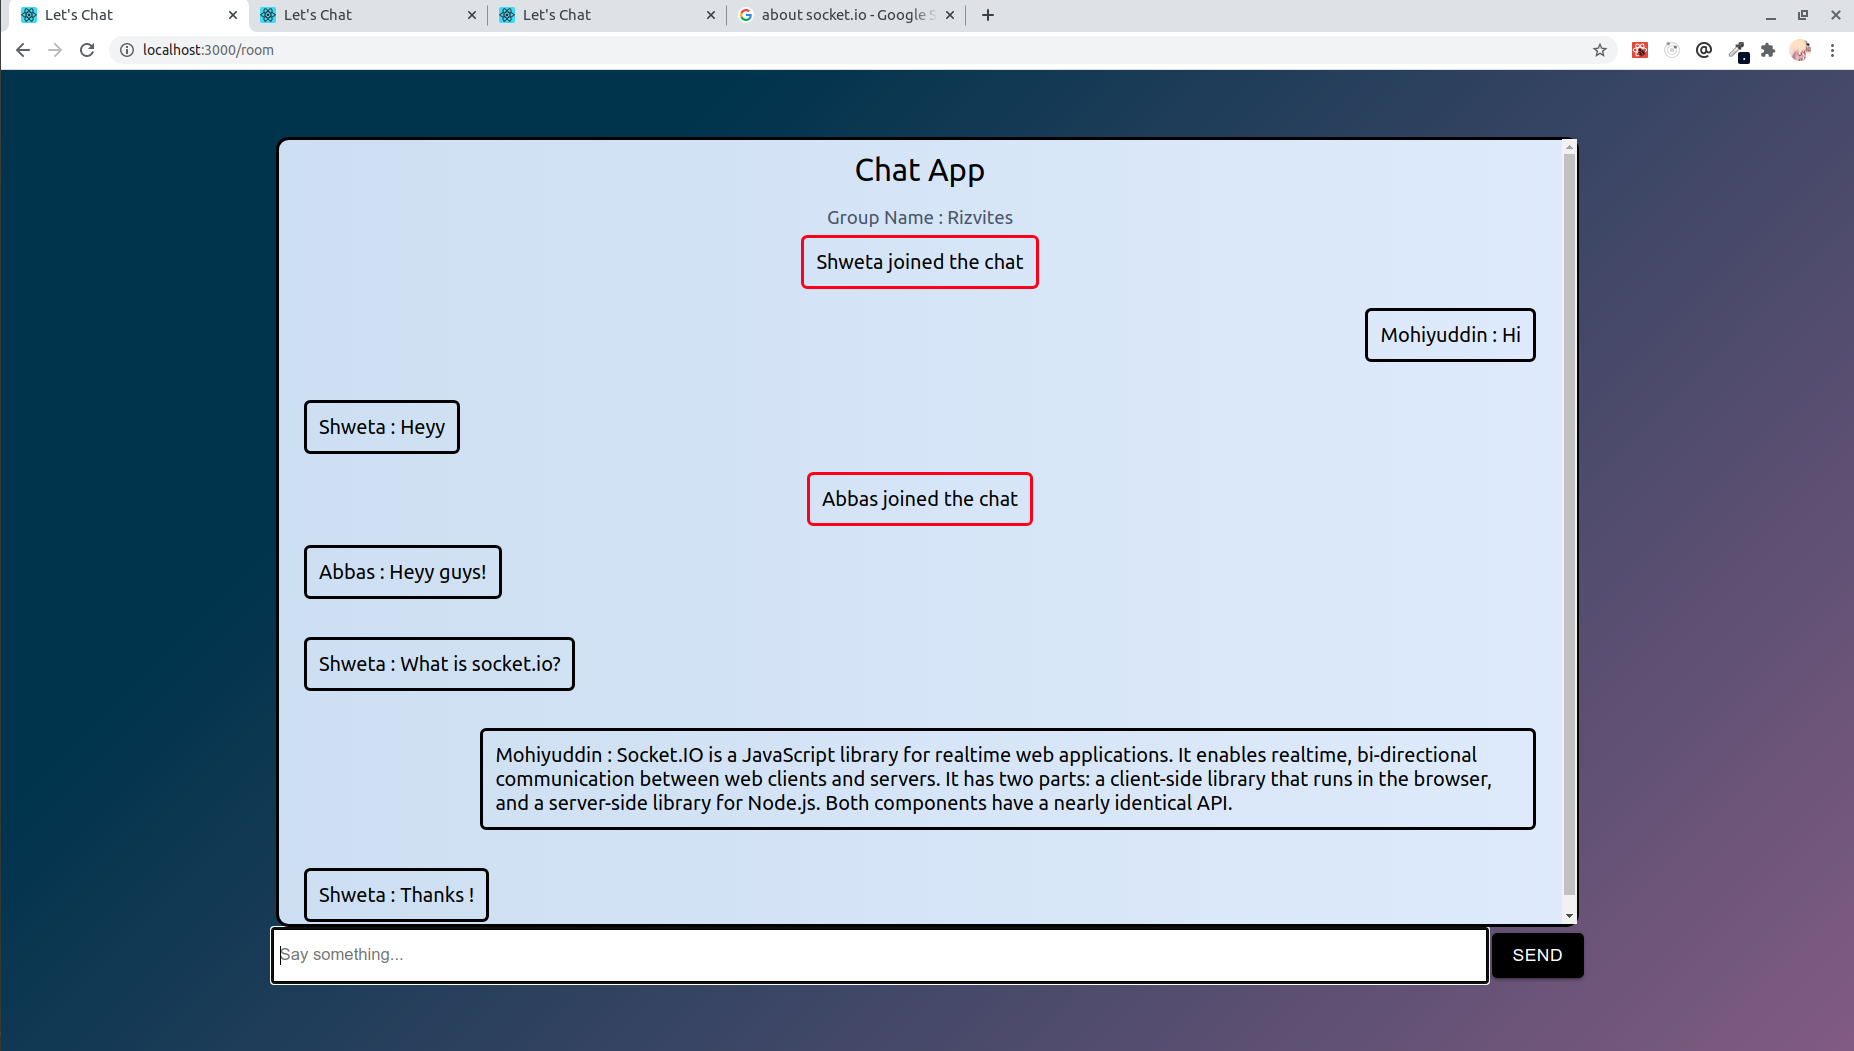 Let's Chat
Let's Chat
Let's Chat
about socket.io - Google
localhost:3000/room
Chat App
Group Name : Rizvites
Shweta joined the chat
Mohiyuddin : Hi
Shweta : Heyy
Abbas joined the chat
Abbas : Heyy guys!
Shweta : What is socket.io?
Mohiyuddin : Socket.IO is a JavaScript library for realtime web applications. It enables realtime, bi-directional
communication between web clients and servers. It has two parts: a client-side library that runs in the browser,
and a server-side library for Node.js. Both components have a nearly identical API.
Shweta : Thanks !
Say something...
SEND